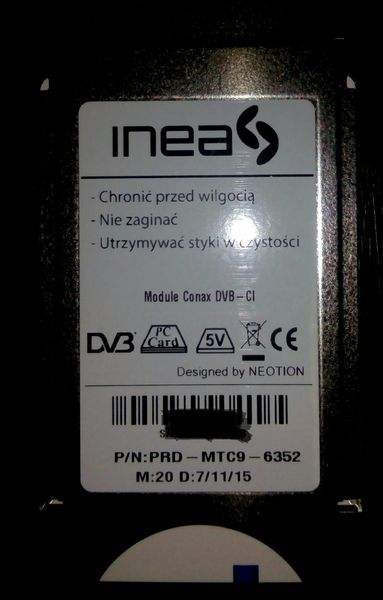 inea
- Chronić przed wilgocią
- Nie zaginać
- Utrzymywać styki w czystości
Module Conax DVB-CI
DVB PC Card 5V CE
Designed by NEOTION
P/N:PRD-MTC9-6352
M:20 D:7/11/15